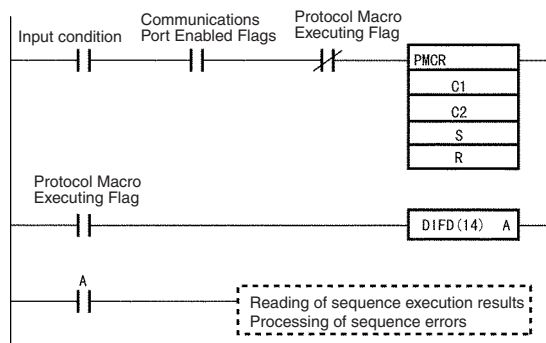 Input condition
Communications
Port Enabled Flags
Protocol Macro
Executing Flag
PMCR
C1
C2
S
R
Protocol Macro
Executing Flag
DIFD(14) A
A
Reading of sequence execution results
Processing of sequence errors